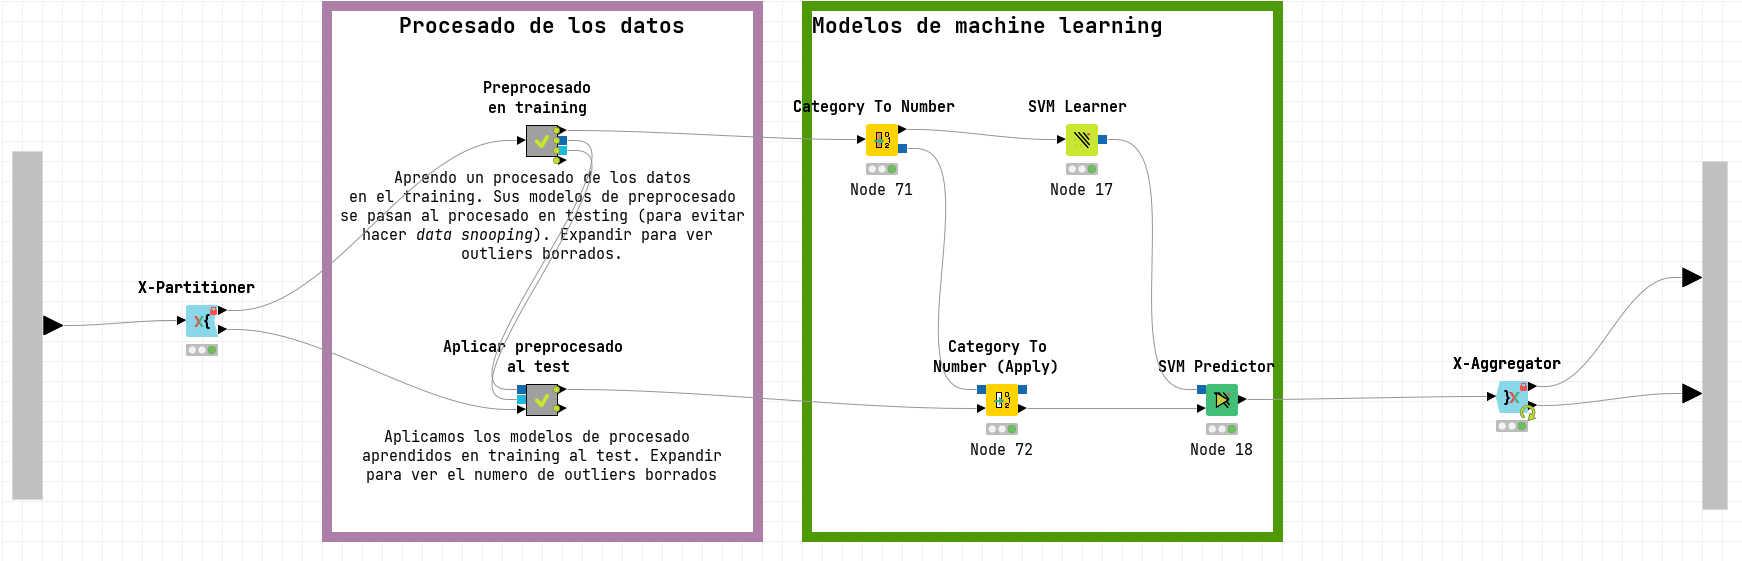 Procesado de los datos
Preprocesado
en training
Aprendo un procesado de los datos
en el training. Sus modelos de preprocesado
se pasan al procesado en testing (para evitar
hacer data snooping). Expandir para ver
outliers borrados.
X-Partitioner
Aplicar preprocesado
al test
Aplicamos los modelos de procesado
aprendidos en training al test. Expandir
para ver el numero de outliers borrados
Modelos de machine learning
Category To Number
Node 71
SVM Learner
Node 17
Category To
Number (Apply)
Node 72
SVM Predictor
Node 18
X-Aggregator